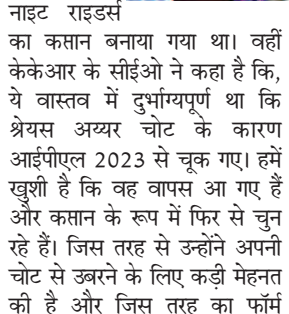 नाइट राइडर्स
का कप्तान बनाया गया था। वहीं
केकेआर के सीईओ ने कहा है कि,
ये वास्तव में दुर्भाग्यपूर्ण था कि
श्रेयस अय्यर चोट के कारण
आईपीएल 2023 से चूक गए। हमें
खुशी है कि वह वापस आ गए हैं
और कप्तान के रूप में फिर से चुन
रहे हैं। जिस तरह से उन्होंने अपनी
चोट से उबरने के लिए कड़ी मेहनत
की है और जिस तरह का फॉर्म